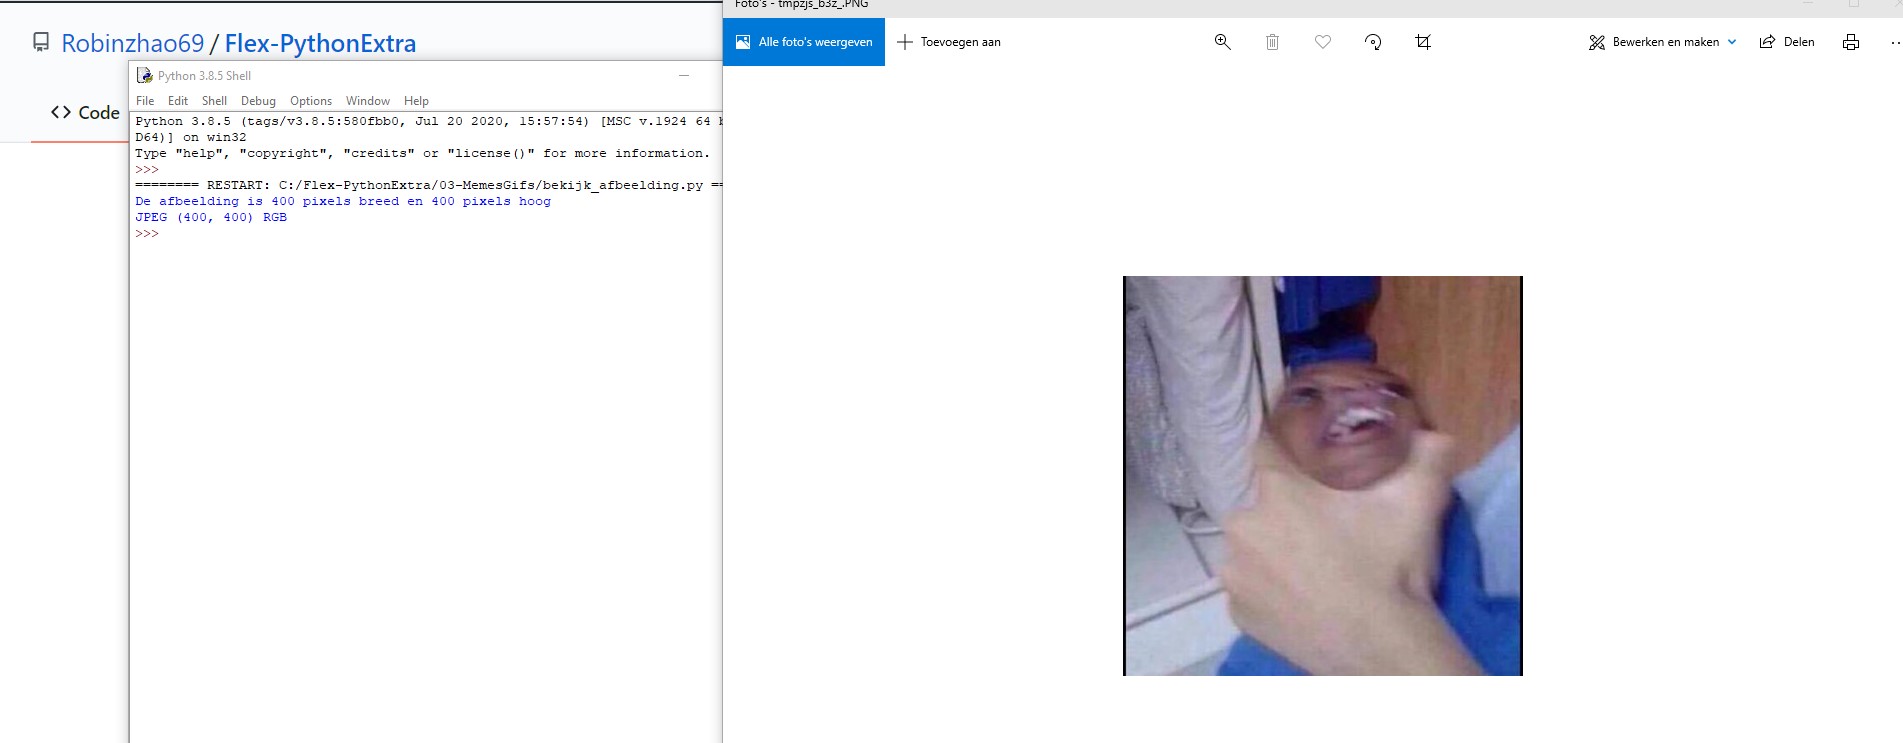 Robinzhao69 / Flex-PythonExtra
Code
Python 3.8.5 Shell
File Edit Shell Debug Options Window Help
Python 3.8.5 (tags/v3.8.5:580fbb0, Jul 20 2020, 15:57:54) [MSC v.1924 64
D64)] on win32
Type "help", "copyright", "credits" or "license()" for more information.
>>>
======== RESTART: C:/Flex-PythonExtra/03-MemesGifs/bekijk_afbeelding.py ==
De afbeelding is 400 pixels breed en 400 pixels hoog
JPEG (400, 400) RGB
>>>
Foto's - tmpzjs_b3z_.PNG
Alle foto's weergeven
Toevoegen aan
Bewerken en maken
Delen